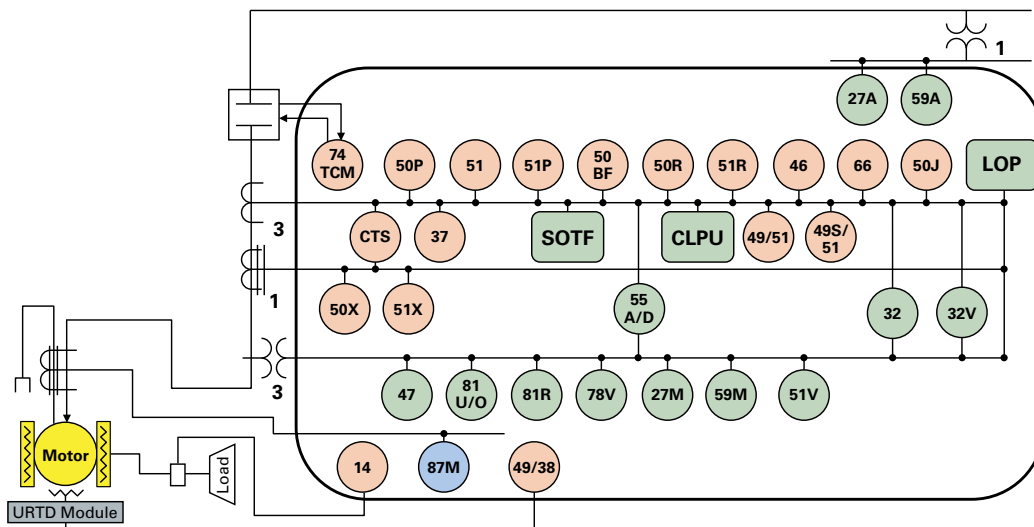 1
27A
59A
74
TCM
50P
51
51P
50
BF
50R
51R
46
66
50J
LOP
3
CTS
37
SOTF
CLPU
49/51
49S/
51
1
50X
51X
55
A/D
32
32V
3
47
81
U/O
81R
78V
27M
59M
51V
Motor
Load
14
87M
49/38
URTD Module